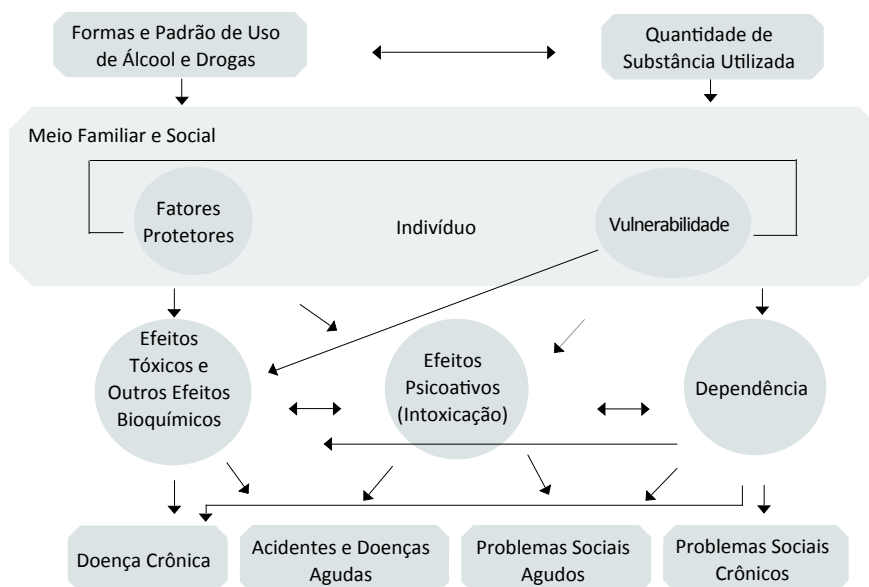 Formas e Padrão de Uso
de Álcool e Drogas
Quantidade de
Substância Utilizada
Meio Familiar e Social
Fatores
Protetores
Indivíduo
Vulnerabilidade
Efeitos
Tóxicos e
Outros Efeitos
Bioquímicos
Efeitos
Psicoativos
(Intoxicação)
Dependência
Doença Crônica
Acidentes e Doenças
Agudas
Problemas Sociais
Agudos
Problemas Sociais
Crônicos